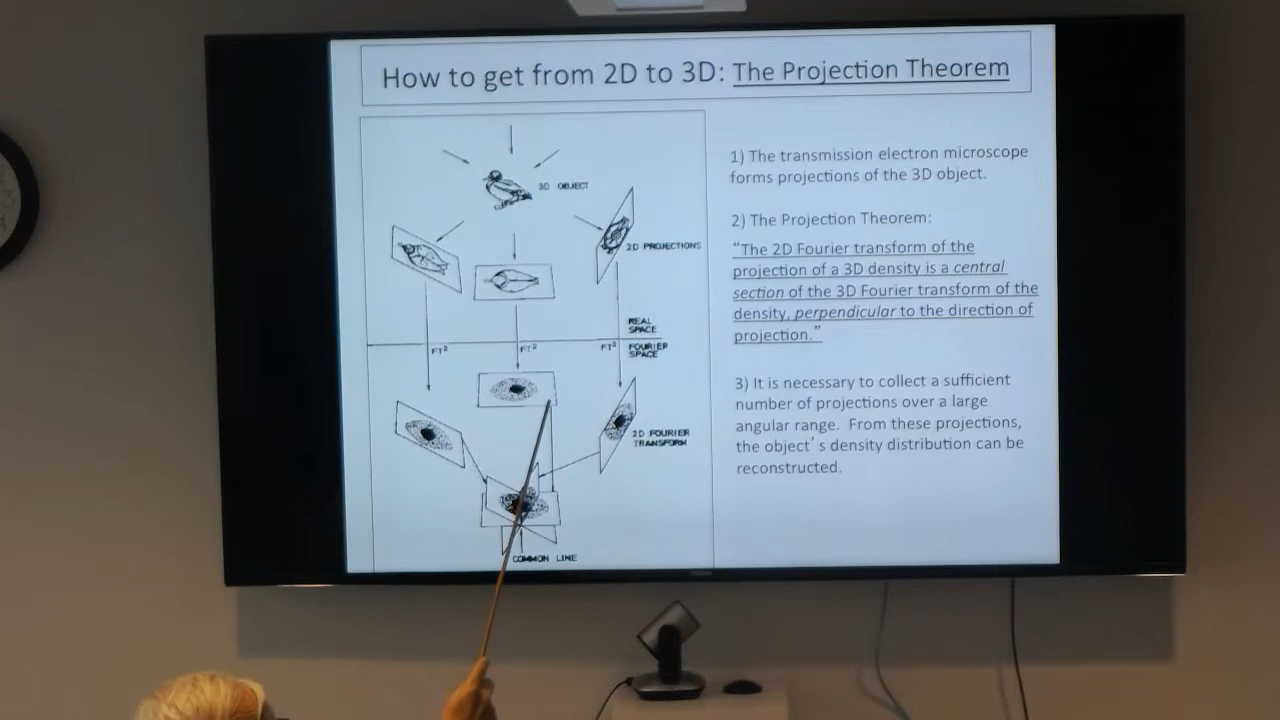 How to get from 2D to 3D: The Projection Theorem
3D OBJECT
2D PROJECTIONS
REAL
SPACE
FT²
FT²
FT²
FOURIER
SPACE
2D FOURIER
TRANSFORM
COMMON LINE
1) The transmission electron microscope
forms projections of the 3D object.
2) The Projection Theorem:
“The 2D Fourier transform of the
projection of a 3D density is a central
section of the 3D Fourier transform of the
density, perpendicular to the direction of
projection.”
3) It is necessary to collect a sufficient
number of projections over a large
angular range. From these projections,
the object’s density distribution can be
reconstructed.